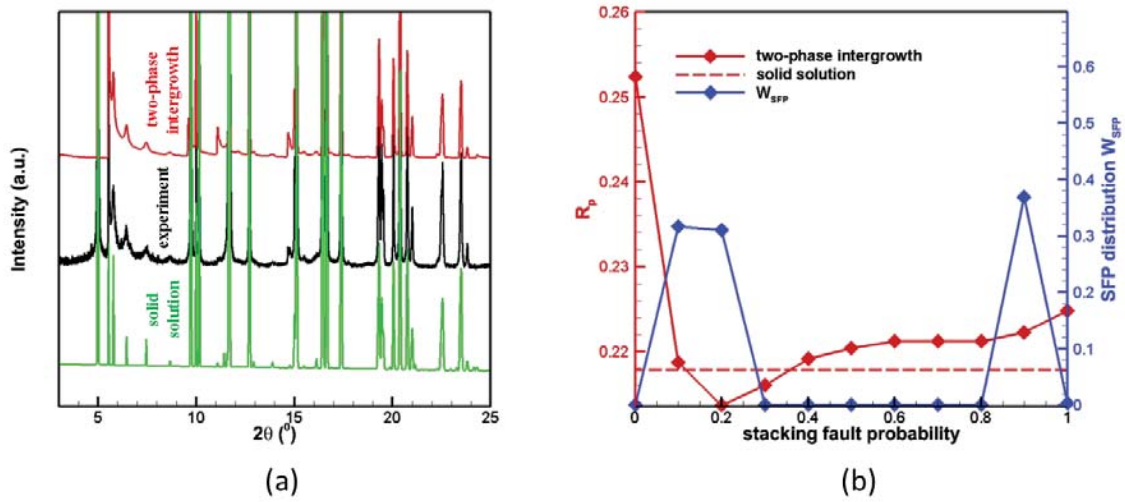 Intensity (a.u.)
two-phase
intergrowth
experiment
solid
solution
5
10
15
20
25
2θ (⁰)
(a)
0.26
0.25
0.24
0.23
0.22
R_p
two-phase intergrowth
solid solution
W_SFP
0.6
0.5
0.4
0.3
0.2
0.1
0
SFP distribution W_SFP
0
0.2
0.4
0.6
0.8
1
stacking fault probability
(b)